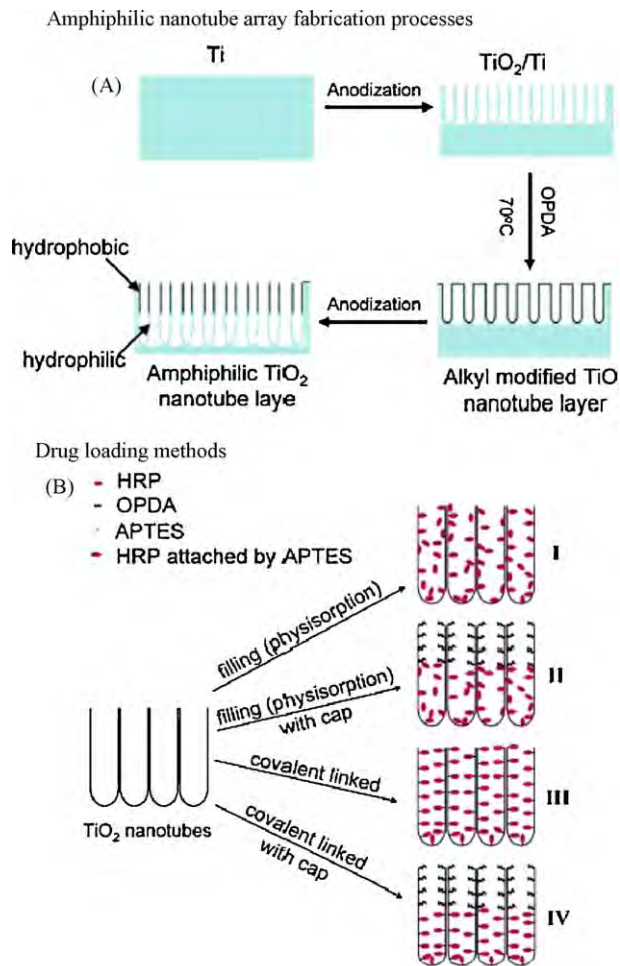 Amphiphilic nanotube array fabrication processes
Ti
TiO2/Ti
(A)
Anodization
OPDA
70ºC
hydrophobic
Anodization
hydrophilic
Amphiphilic TiO2
nanotube laye
Alkyl modified TiO
nanotube layer
Drug loading methods
(B)
HRP
OPDA
APTES
HRP attached by APTES
filling (physisorption)
I
filling (physisorption)
with cap
II
covalent linked
III
covalent linked
with cap
IV
TiO2 nanotubes